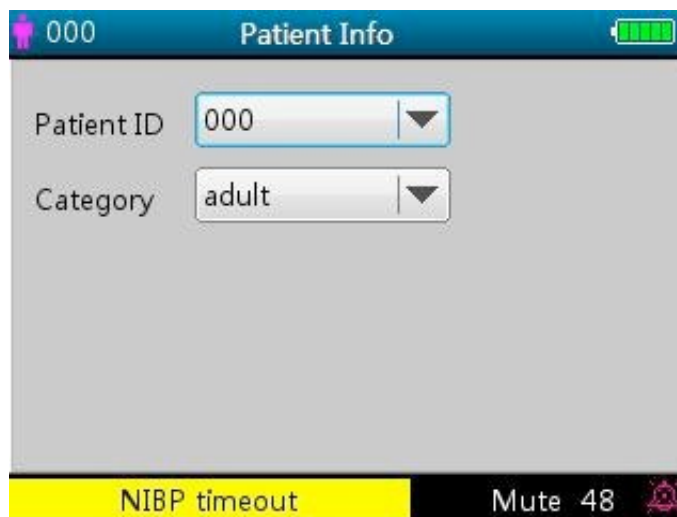 000 Patient Info
Patient ID 000
Category adult
NIBP timeout Mute 48